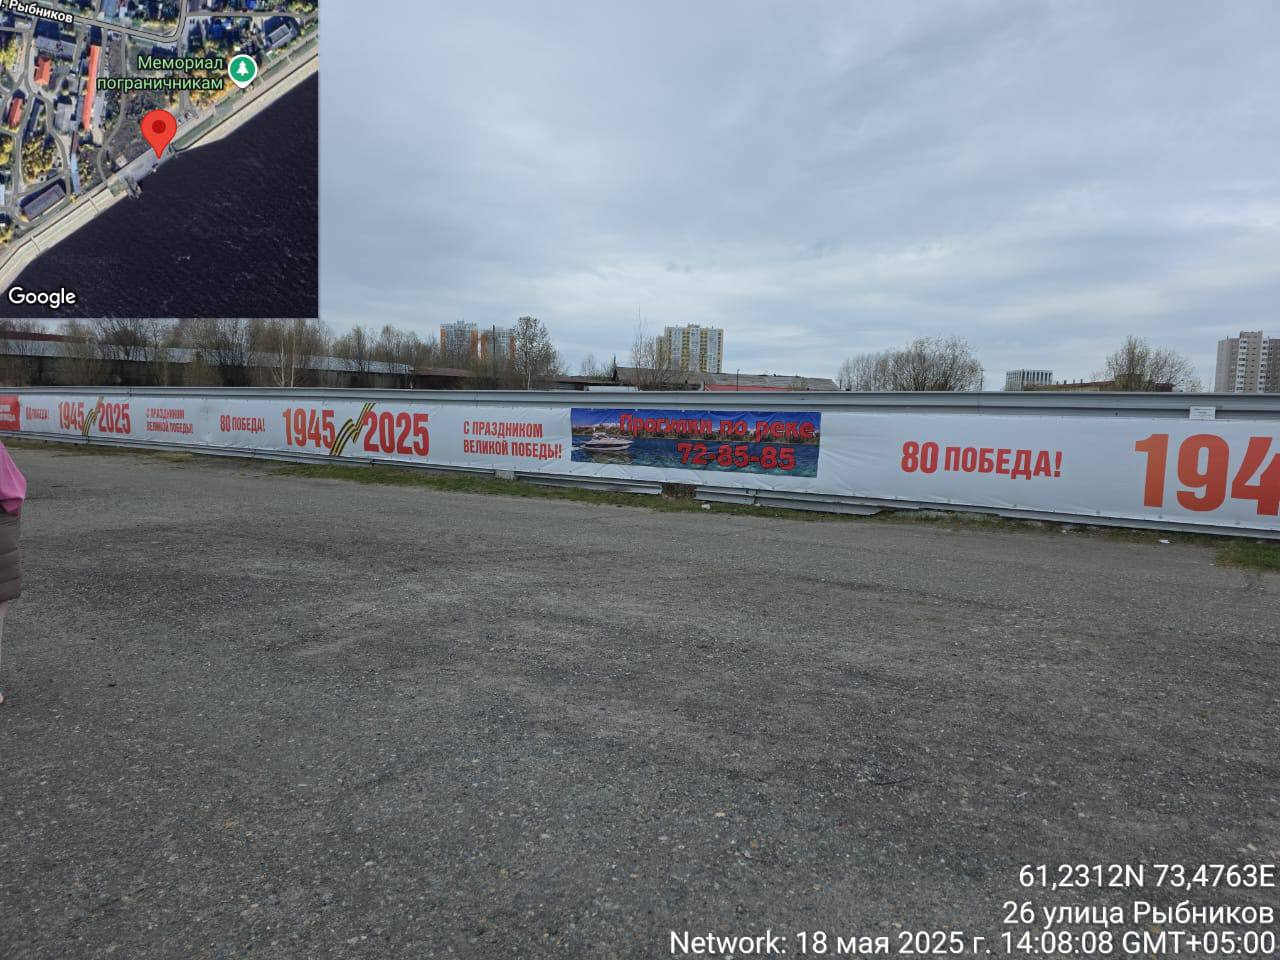 . Рыбников
Мемориал
пограничникам
Google
80 ПОБЕДА!
1945 2025
С ПРАЗДНИКОМ
ВЕЛИКОЙ ПОБЕДЫ!
80 ПОБЕДА!
1945 2025
С ПРАЗДНИКОМ
ВЕЛИКОЙ ПОБЕДЫ!
Прогулки по реке
72-85-85
80 ПОБЕДА!
194
61,2312N 73,4763E
26 улица Рыбников
Network: 18 мая 2025 г. 14:08:08 GMT+05:00